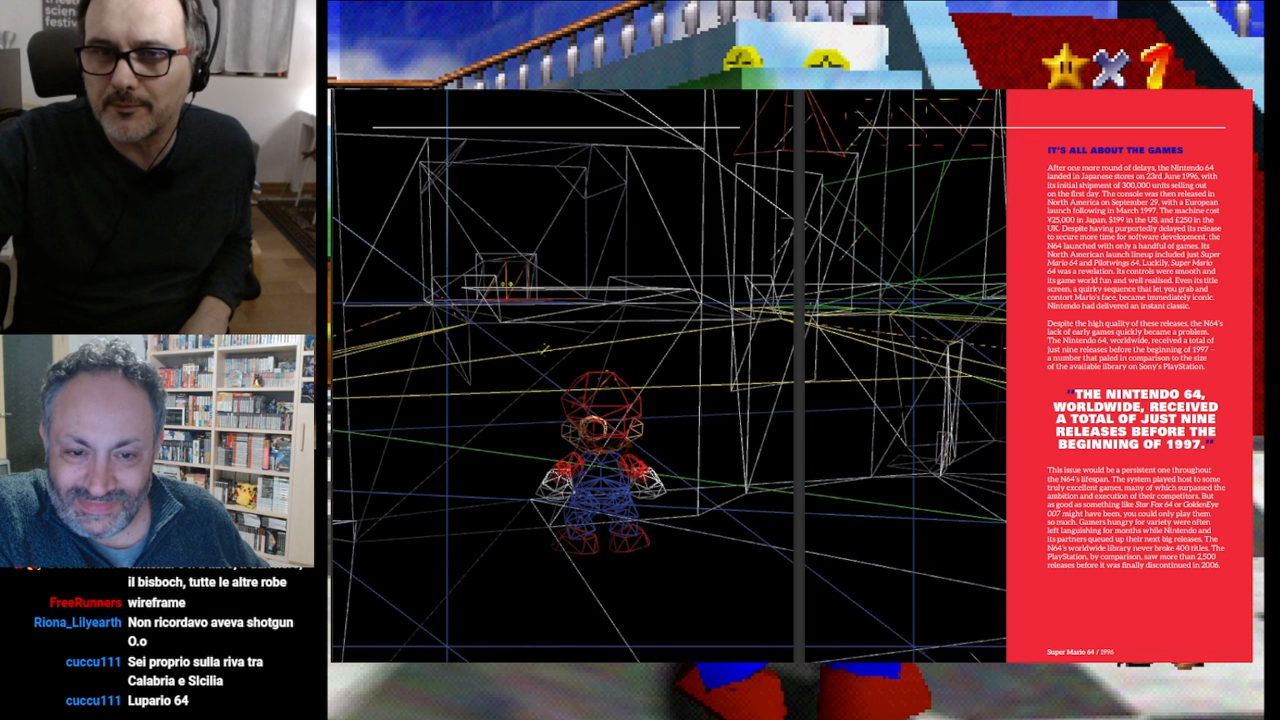 science
festiv
x 1
IT'S ALL ABOUT THE GAMES
After one more round of delays, the Nintendo 64
landed in Japanese stores on 23rd June 1996, with
its initial shipment of 300,000 units selling out
on the first day. The console was then released in
North America on September 29, with a European
launch following in March 1997. The machine cost
¥25,000 in Japan, $199 in the US, and £250 in the
UK. Despite having purportedly delayed its release
to secure more time for software development, the
N64 launched with only a handful of games. Its
North American launch lineup included just Super
Mario 64 and Pilotwings 64. Luckily, Super Mario
64 was a revelation. Its controls were smooth and
its game world fun and well realised. Even its title
screen, a quirky sequence that let you grab and
contort Mario's face, became immediately iconic.
Nintendo had delivered an instant classic.
Despite the high quality of these releases, the N64's
lack of early games quickly became a problem.
The Nintendo 64, worldwide, received a total of
just nine releases before the beginning of 1997 –
a number that paled in comparison to the size
of the available library on Sony's PlayStation.
"THE NINTENDO 64,
WORLDWIDE, RECEIVED
A TOTAL OF JUST NINE
RELEASES BEFORE THE
BEGINNING OF 1997."
This issue would be a persistent one throughout
the N64's lifespan. The system played host to some
truly excellent games, many of which surpassed the
ambition and execution of their competitors. But
as good as something like Star Fox 64 or GoldenEye
007 might have been, you could only play them
so much. Gamers hungry for variety were often
left languishing for months while Nintendo and
its partners queued up their next big releases. The
N64's worldwide library never broke 400 titles. The
PlayStation, by comparison, saw more than 2,500
releases before it was finally discontinued in 2006.
Super Mario 64 / 1996
il bisboch, tutte le altre robe
FreeRunners wireframe
Riona_Lilyearth Non ricordavo aveva shotgun
O.o
cuccu111 Sei proprio sulla riva tra
Calabria e SIcilia
cuccu111 Lupario 64